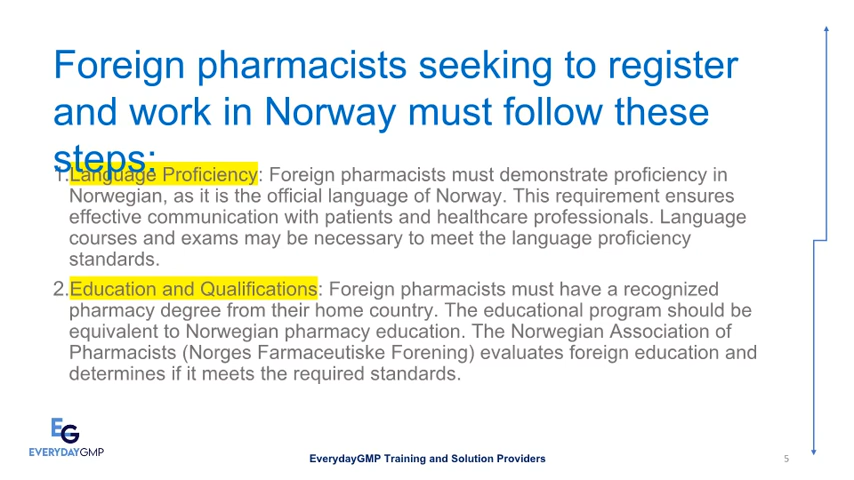 Foreign pharmacists seeking to register
and work in Norway must follow these
steps:
1.Language Proficiency: Foreign pharmacists must demonstrate proficiency in
Norwegian, as it is the official language of Norway. This requirement ensures
effective communication with patients and healthcare professionals. Language
courses and exams may be necessary to meet the language proficiency
standards.
2.Education and Qualifications: Foreign pharmacists must have a recognized
pharmacy degree from their home country. The educational program should be
equivalent to Norwegian pharmacy education. The Norwegian Association of
Pharmacists (Norges Farmaceutiske Forening) evaluates foreign education and
determines if it meets the required standards.
EG
EVERYDAYGMP
EverydayGMP Training and Solution Providers
5